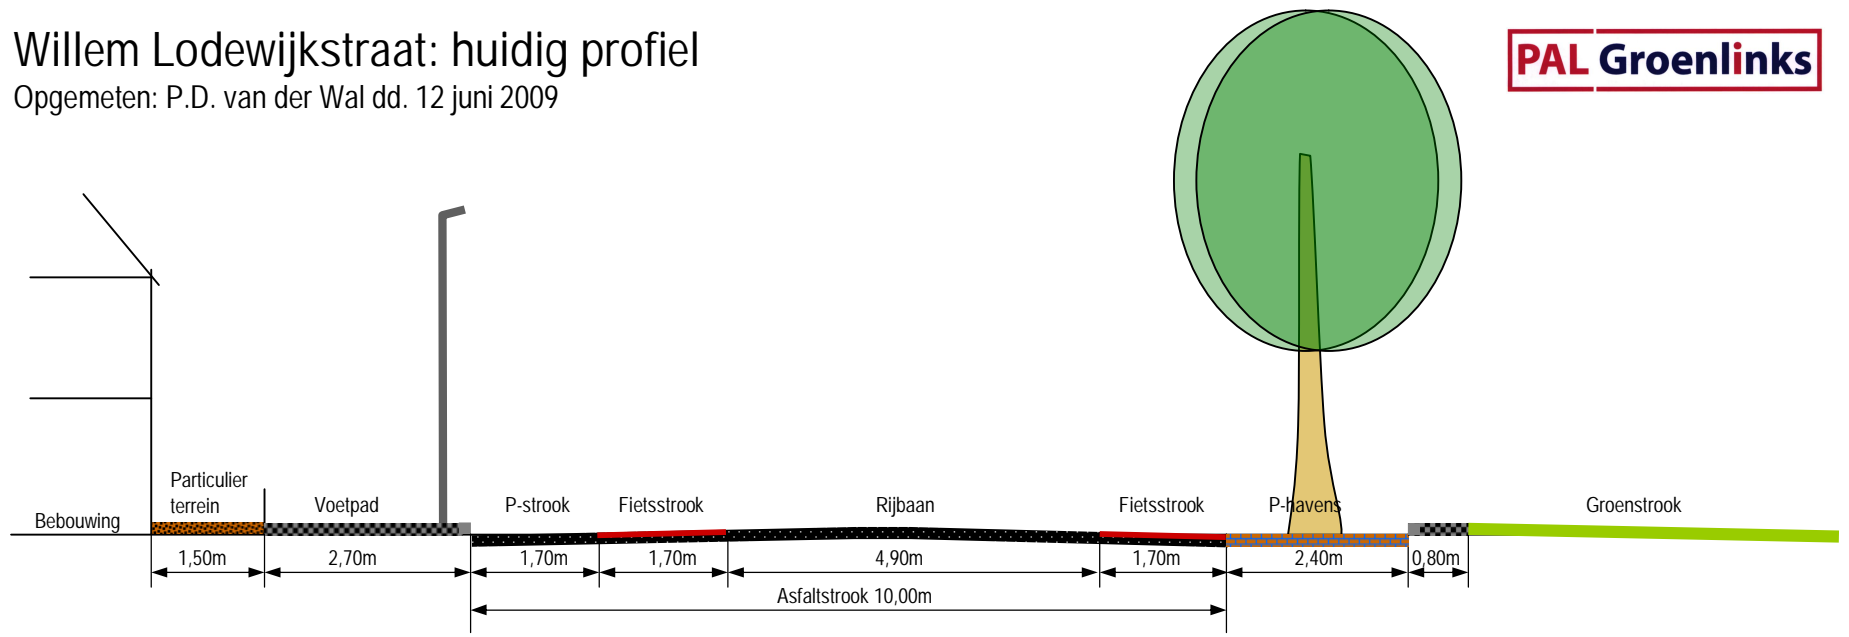 Willem Lodewijkstraat: huidig profiel
Opgemeten: P.D. van der Wal dd. 12 juni 2009
PAL Groenlinks
Particulier
terrein
Bebouwing
Voetpad
P-strook
Fietsstrook
Rijbaan
Fietsstrook
P-havens
Groenstrook
1,50m
2,70m
1,70m
1,70m
4,90m
1,70m
2,40m
0,80m
Asfaltstrook 10,00m